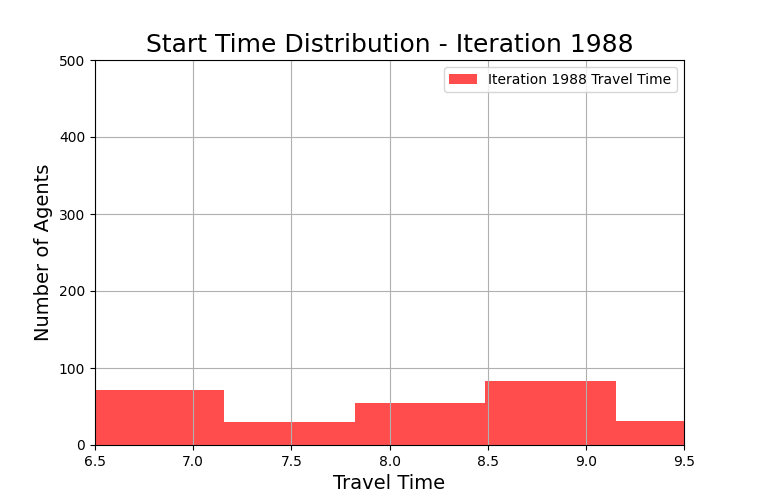 Start Time Distribution - Iteration 1988
Iteration 1988 Travel Time
Number of Agents
500
400
300
200
100
0
6.5 7.0 7.5 8.0 8.5 9.0 9.5
Travel Time